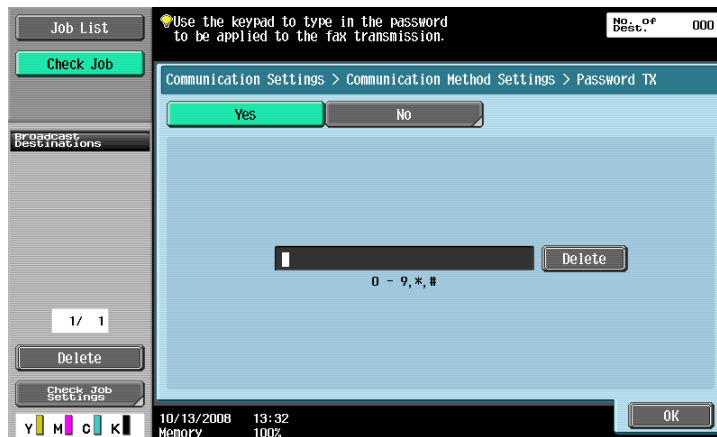 Job List
Check Job
Use the keypad to type in the password
to be applied to the fax transmission.
No. of
Dest.
000
Communication Settings > Communication Method Settings > Password TX
Yes
No
Broadcast
Destinations
Delete
0 - 9,*,#
1/ 1
Delete
Check Job
Settings
Y M C K
10/13/2008 13:32
Memory 100%
OK